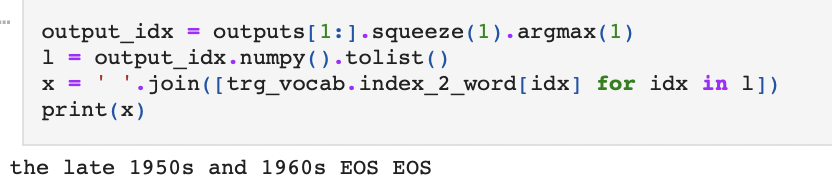 output_idx = outputs[1:].squeeze(1).argmax(1)
l = output_idx.numpy().tolist()
x = ' '.join([trg_vocab.index_2_word[idx] for idx in l])
print(x)
the late 1950s and 1960s EOS EOS